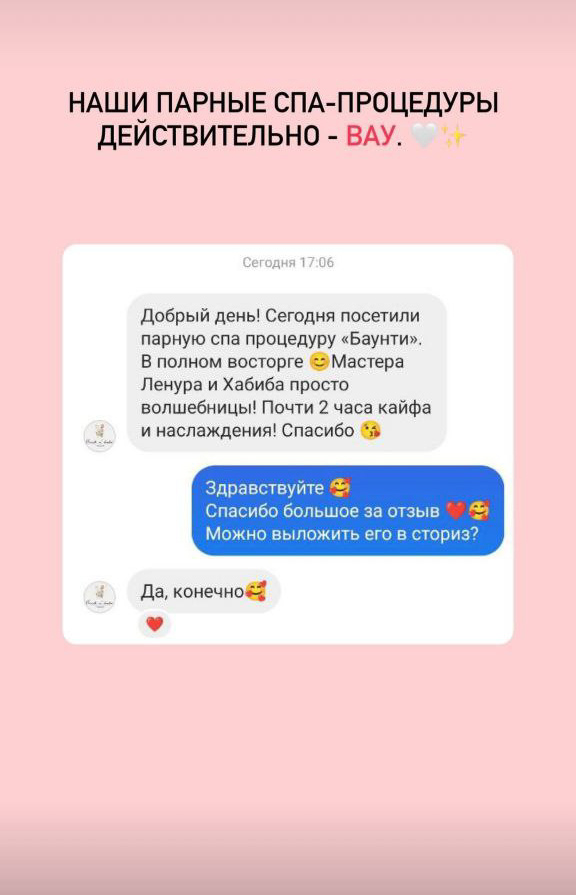 НАШИ ПАРНЫЕ СПА-ПРОЦЕДУРЫ
ДЕЙСТВИТЕЛЬНО - ВАУ. 🤍✨
Сегодня 17:06
Добрый день! Сегодня посетили
парную спа процедуру «Баунти».
В полном восторге 😊Мастера
Ленура и Хабиба просто
волшебницы! Почти 2 часа кайфа
и наслаждения! Спасибо 😘
Здравствуйте 🥰
Спасибо большое за отзыв ❤️🥰
Можно выложить его в сториз?
Да, конечно🥰
❤️